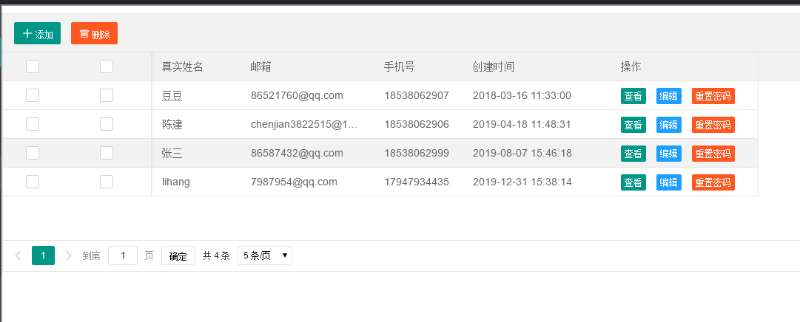 添加 删除
真实姓名 邮箱 手机号 创建时间 操作
豆豆 86521760@qq.com 18538062907 2018-03-16 11:33:00 查看 编辑 重置密码
陈建 chenjian3822515@1... 18538062906 2019-04-18 11:48:31 查看 编辑 重置密码
张三 86587432@qq.com 18538062999 2019-08-07 15:46:18 查看 编辑 重置密码
lihang 7987954@qq.com 17947934435 2019-12-31 15:38:14 查看 编辑 重置密码
1 到第 1 页 确定 共 4 条 5 条/页